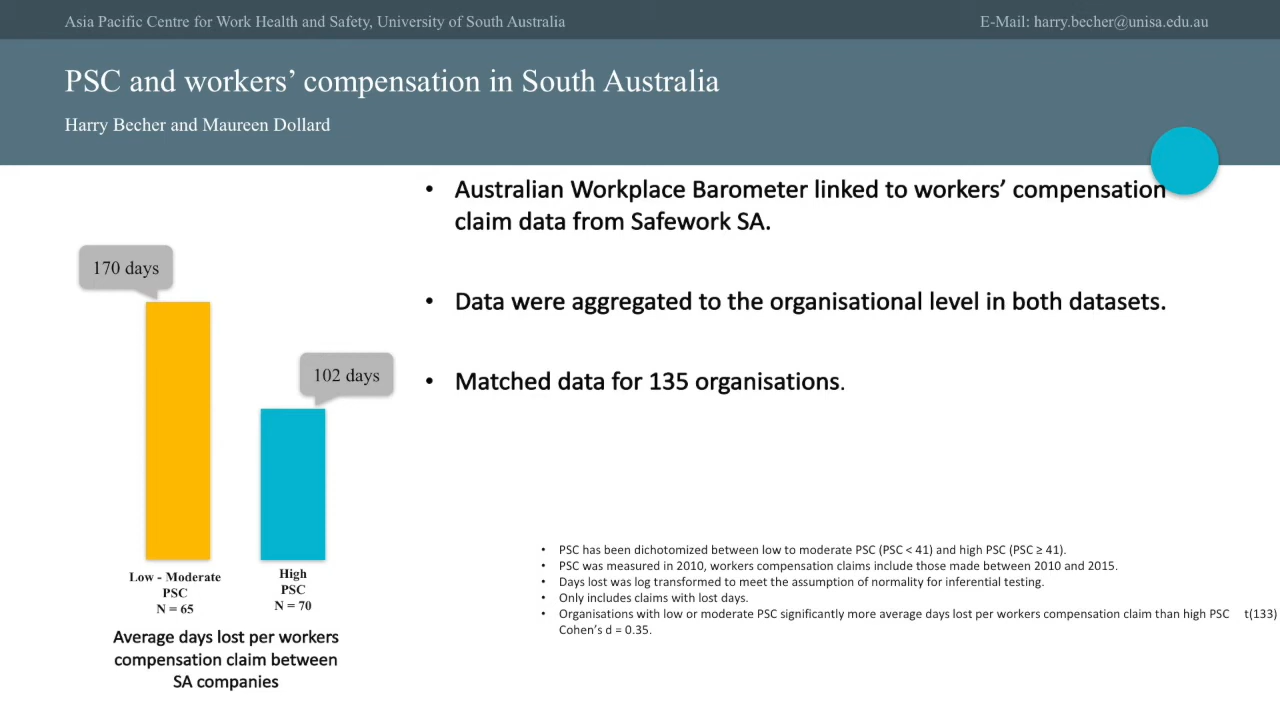 Asia Pacific Centre for Work Health and Safety, University of South Australia
E-Mail: harry.becher@unisa.edu.au
PSC and workers’ compensation in South Australia
Harry Becher and Maureen Dollard
• Australian Workplace Barometer linked to workers’ compensation
claim data from Safework SA.
• Data were aggregated to the organisational level in both datasets.
• Matched data for 135 organisations.
170 days
102 days
Low - Moderate
PSC
N = 65
High
PSC
N = 70
Average days lost per workers
compensation claim between
SA companies
• PSC has been dichotomized between low to moderate PSC (PSC < 41) and high PSC (PSC ≥ 41).
• PSC was measured in 2010, workers compensation claims include those made between 2010 and 2015.
• Days lost was log transformed to meet the assumption of normality for inferential testing.
• Only includes claims with lost days.
• Organisations with low or moderate PSC significantly more average days lost per workers compensation claim than high PSC t(133)
Cohen’s d = 0.35.